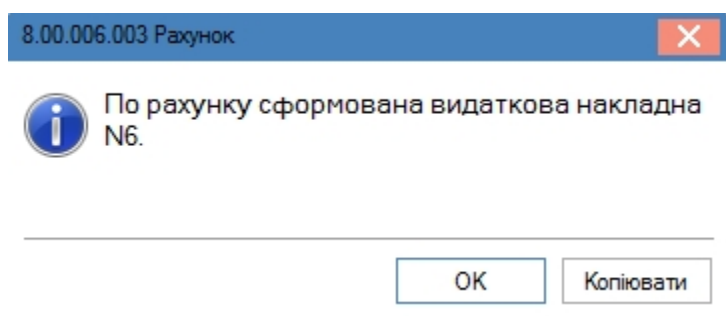 8.00.006.003 Рахунок
По рахунку сформована видаткова накладна
N6.
OK
Копіювати